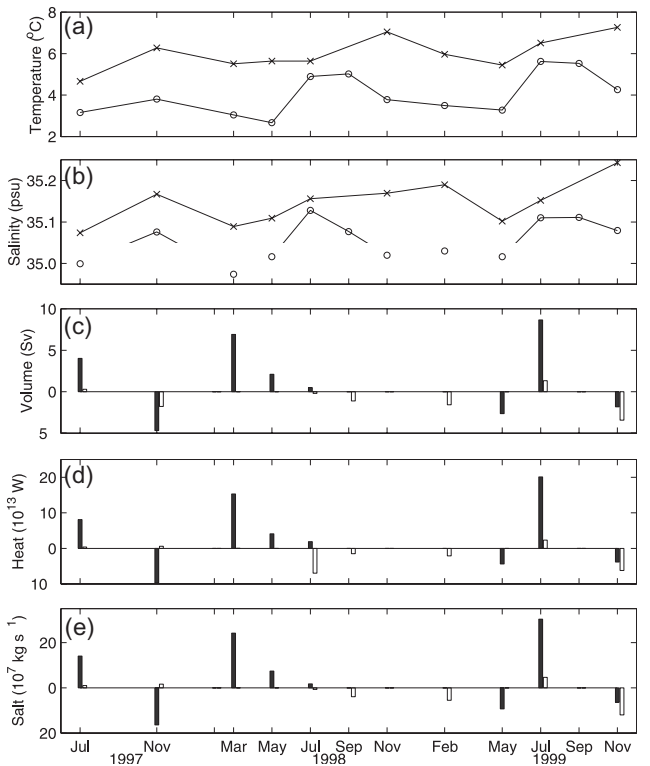 (a)
Temperature (°C)
8
6
4
2
(b)
Salinity (psu)
35.2
35.1
35.0
(c)
Volume (Sv)
10
5
0
5
(d)
Heat (10^13 W)
20
10
0
10
(e)
Salt (10^7 kg s^-1)
20
0
20
Jul Nov Mar May Jul Sep Nov Feb May Jul Sep Nov
1997 1998 1999